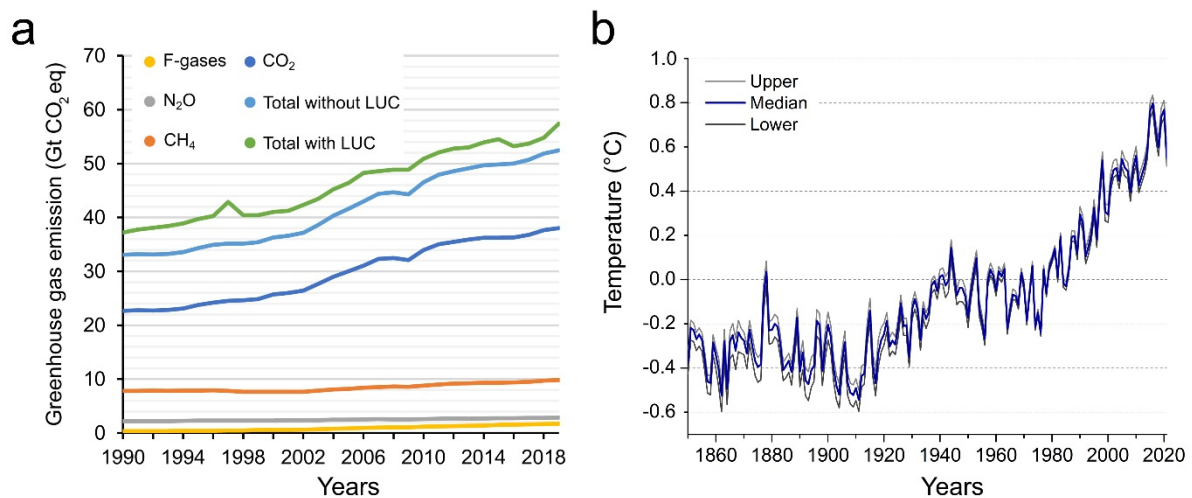 a
Greenhouse gas emission (Gt CO₂ eq)
70
60
50
40
30
20
10
0
F-gases
CO₂
N₂O
Total without LUC
CH₄
Total with LUC
1990 1994 1998 2002 2006 2010 2014 2018
Years
b
Temperature (°C)
1.0
0.8
0.6
0.4
0.2
0.0
-0.2
-0.4
-0.6
Upper
Median
Lower
1860 1880 1900 1920 1940 1960 1980 2000 2020
Years